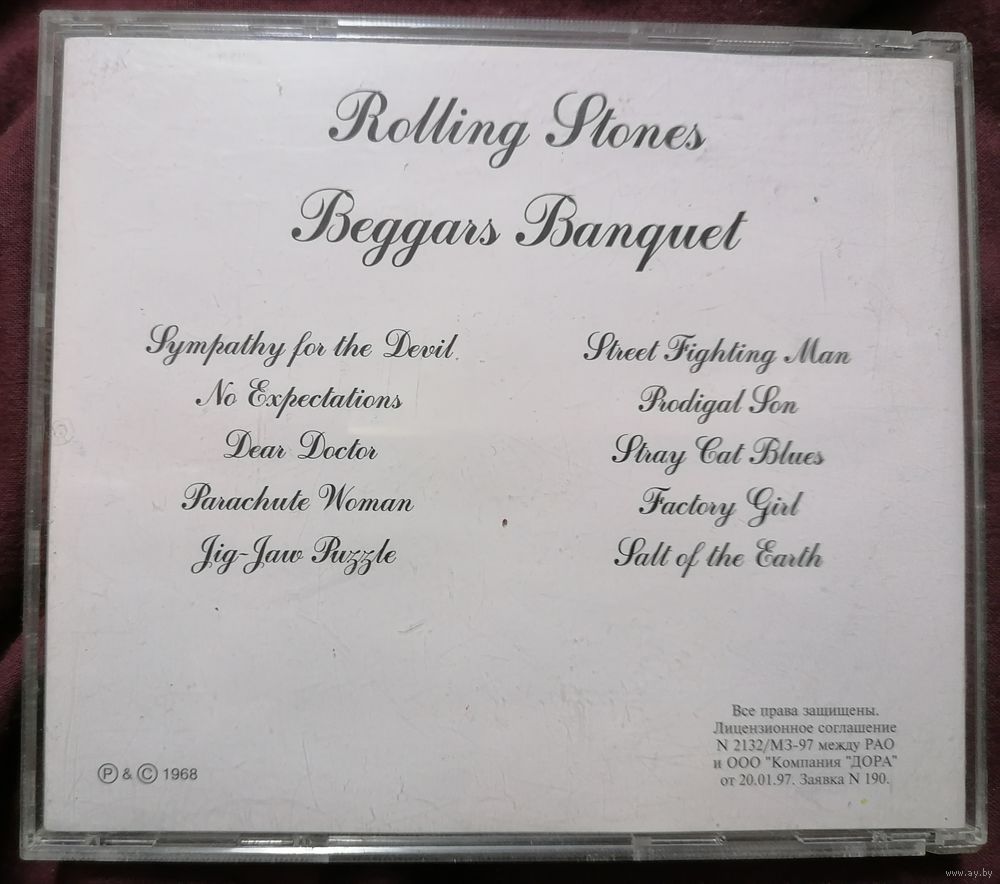 Rolling Stones
Beggars Banquet
Sympathy for the Devil
No Expectations
Dear Doctor
Parachute Woman
Jig-Jaw Puzzle
Street Fighting Man
Prodigal Son
Stray Cat Blues
Factory Girl
Salt of the Earth
Ⓟ & © 1968
Все права защищены.
Лицензионное соглашение
N 2132/МЗ-97 между РАО
и ООО "Компания "ДОРА"
от 20.01.97. Заявка N 190.
www.ay.by